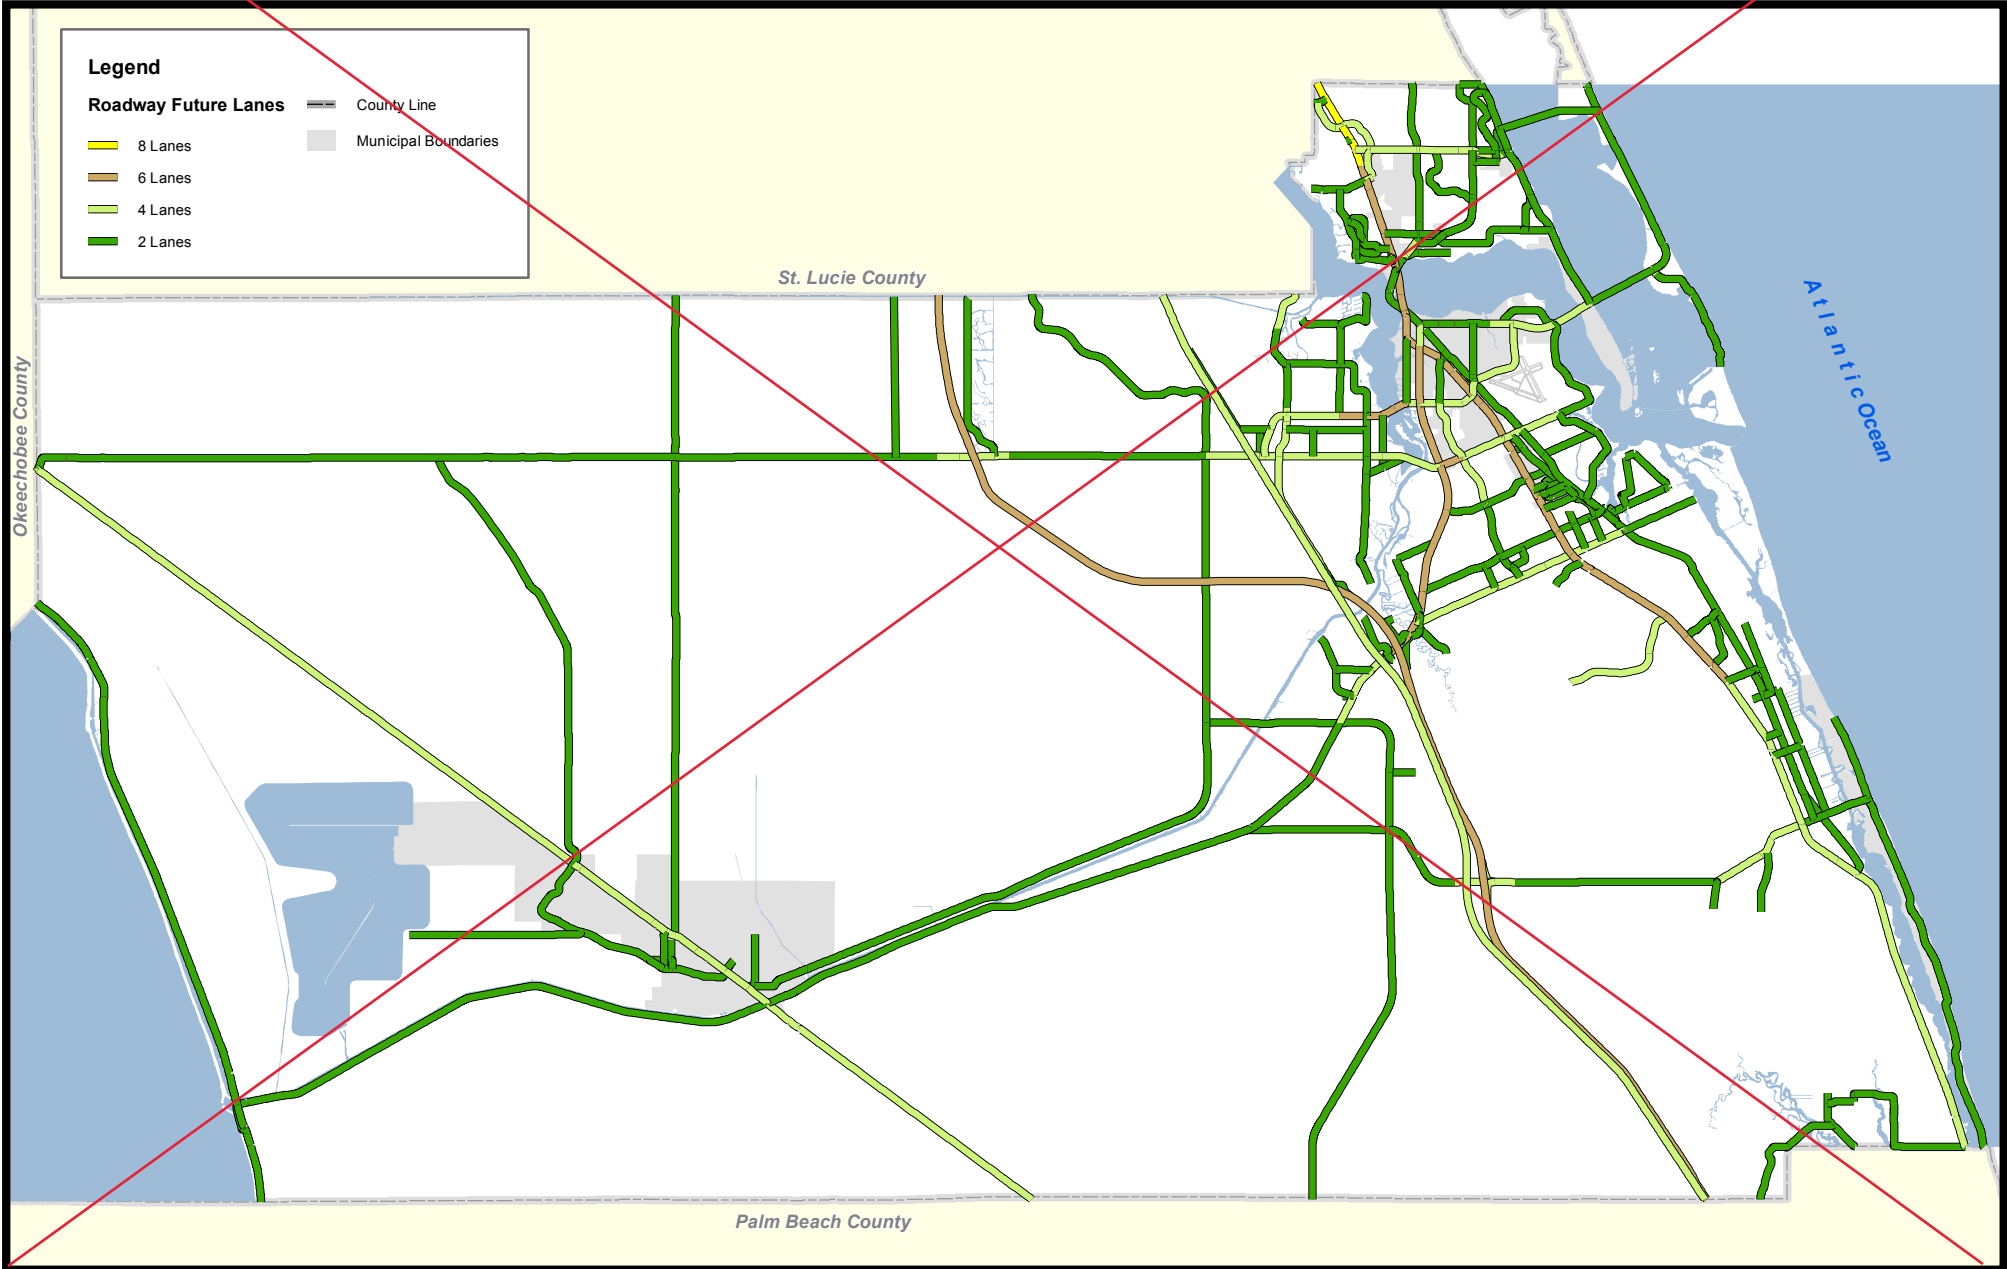 Legend
Roadway Future Lanes
County Line
8 Lanes
Municipal Boundaries
6 Lanes
4 Lanes
2 Lanes
St. Lucie County
Okeechobee County
Atlantic Ocean
Palm Beach County